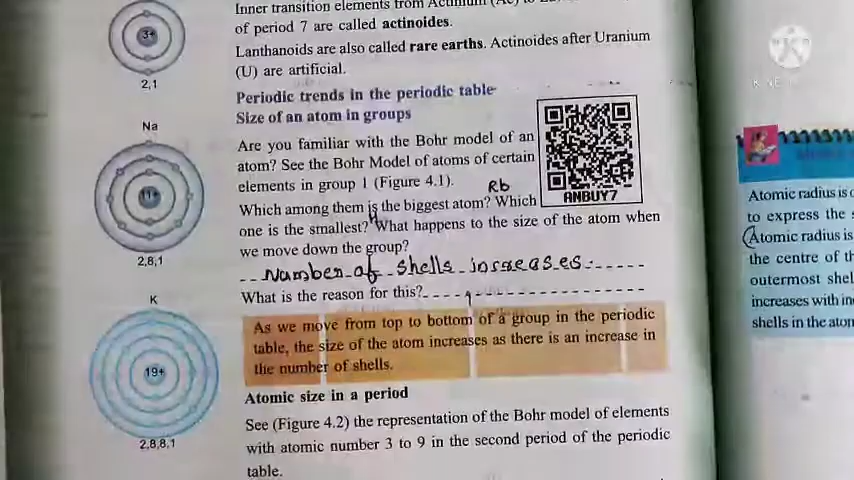 Inner transition elements from Actinium (Ac) to
of period 7 are called actinoides.
Lanthanoids are also called rare earths. Actinoides after Uranium
(U) are artificial.
3+
2,1
Periodic trends in the periodic table
Size of an atom in groups
Na
11+
2,8,1
Are you familiar with the Bohr model of an
atom? See the Bohr Model of atoms of certain
elements in group 1 (Figure 4.1).
Rb
Which among them is the biggest atom? Which
one is the smallest? What happens to the size of the atom when
we move down the group?
Number of shells increases.
What is the reason for this?
ANBUY7
K
19+
2,8,8,1
As we move from top to bottom of a group in the periodic
table, the size of the atom increases as there is an increase in
the number of shells.
Atomic size in a period
See (Figure 4.2) the representation of the Bohr model of elements
with atomic number 3 to 9 in the second period of the periodic
table.
Atomic radius is
to express the
Atomic radius is
the centre of
outermost
increases with
shells in the